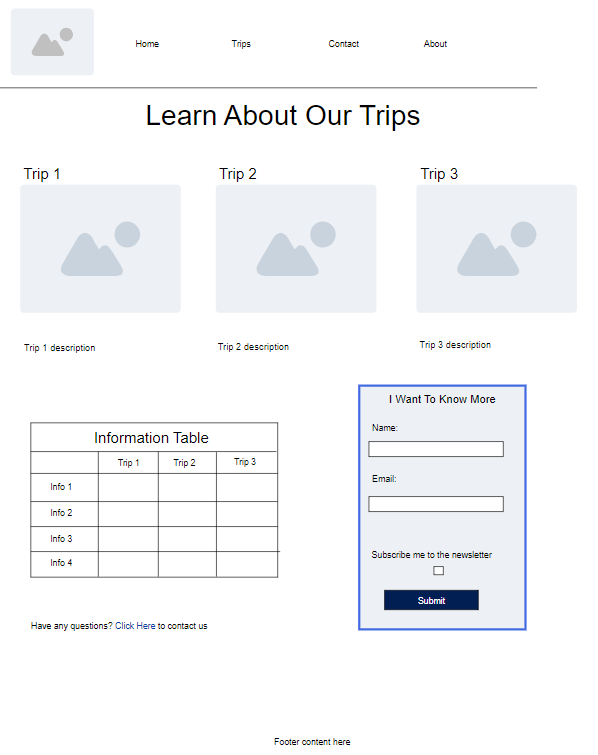 Home Trips Contact About
Learn About Our Trips
Trip 1 Trip 2 Trip 3
Trip 1 description Trip 2 description Trip 3 description
Information Table
Trip 1 Trip 2 Trip 3
Info 1
Info 2
Info 3
Info 4
Have any questions? Click Here to contact us
I Want To Know More
Name:
Email:
Subscribe me to the newsletter
Submit
Footer content here